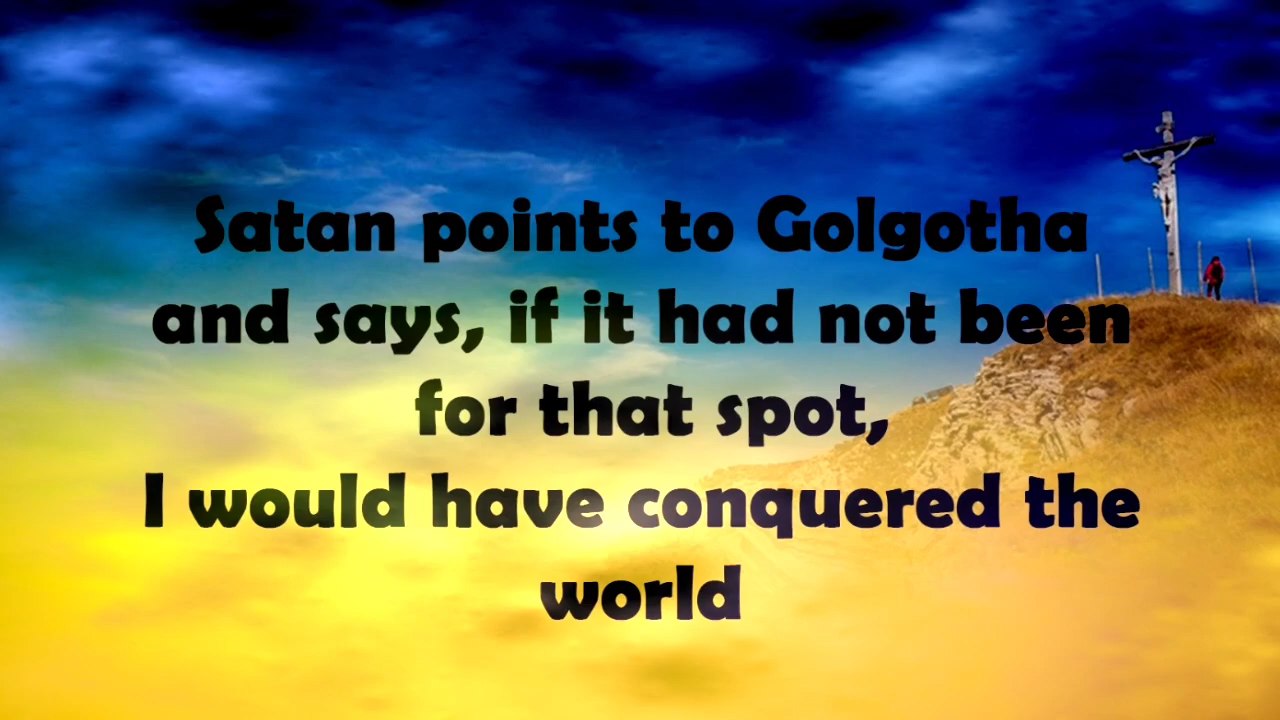 Satan points to Golgotha
and says, if it had not been
for that spot,
I would have conquered the
world